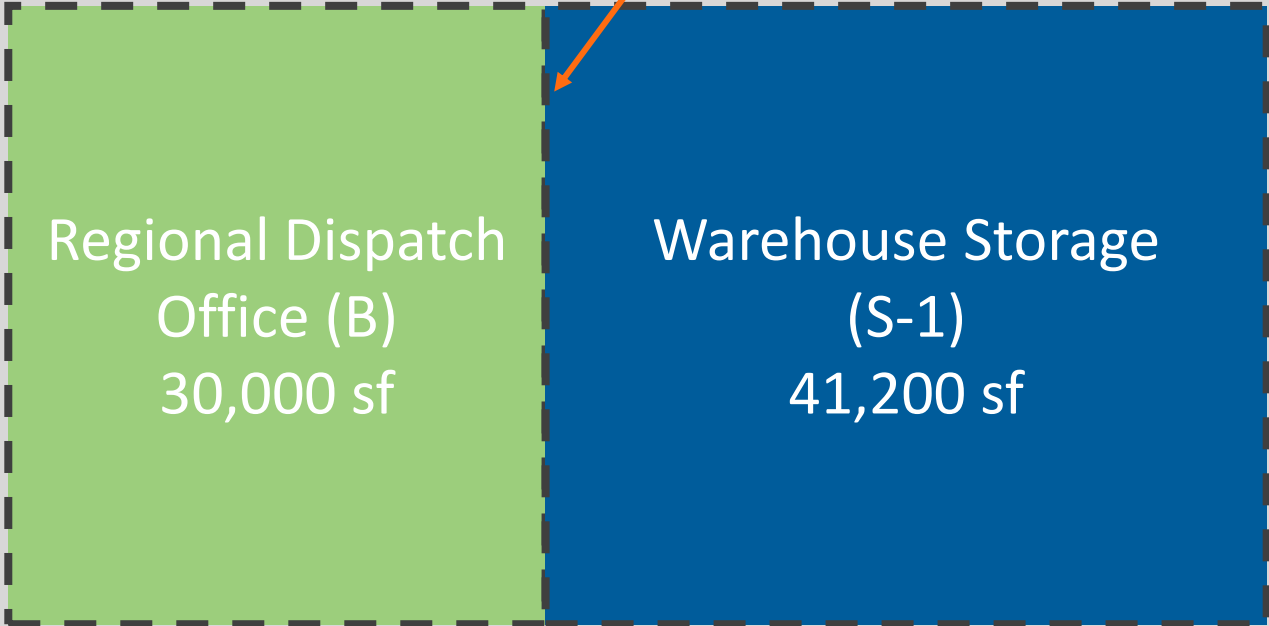 Regional Dispatch
Office (B)
30,000 sf
Warehouse Storage
(S-1)
41,200 sf